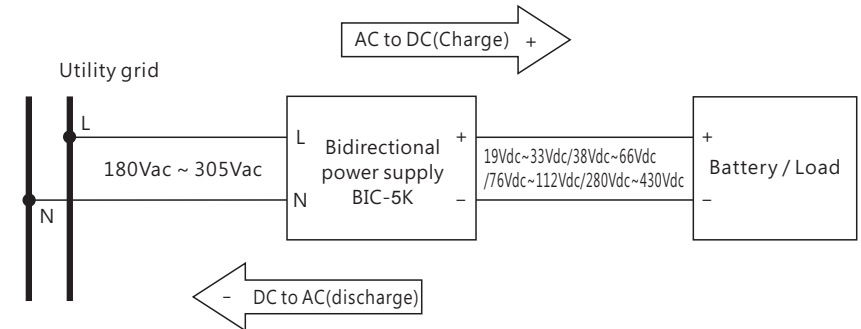 AC to DC(Charge) +
Utility grid
L
180Vac ~ 305Vac
N
L
N
Bidirectional
power supply
BIC-5K
+
−
19Vdc~33Vdc/38Vdc~66Vdc
/76Vdc~112Vdc/280Vdc~430Vdc
+
−
Battery / Load
− DC to AC(discharge)